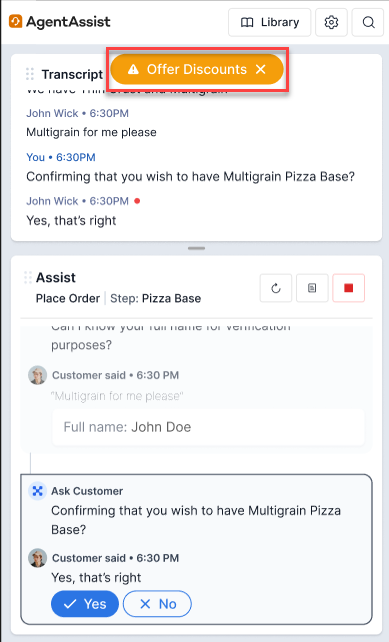 AgentAssist
Library
Transcript
Offer Discounts
We have Thin Crust and Multigrain
John Wick • 6:30PM
Multigrain for me please
You • 6:30PM
Confirming that you wish to have Multigrain Pizza Base?
John Wick • 6:30PM
Yes, that's right
Assist
Place Order | Step: Pizza Base
Can I know your full name for verification
purposes?
Customer said • 6:30 PM
"Multigrain for me please"
Full name: John Doe
Ask Customer
Confirming that you wish to have Multigrain Pizza
Base?
Customer said • 6:30 PM
Yes, that's right
Yes
No